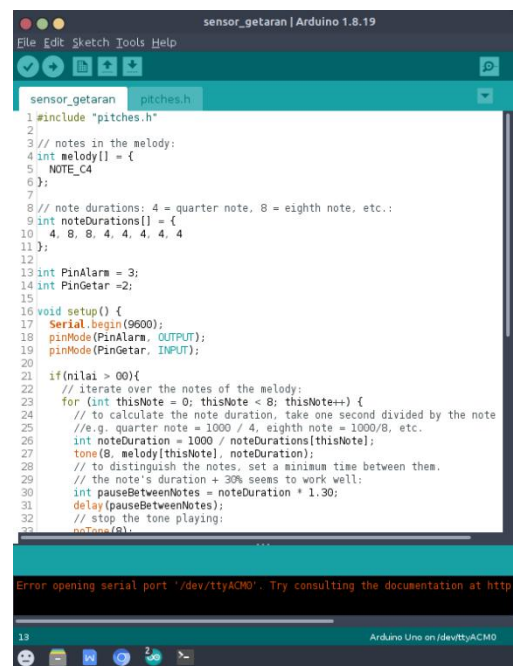 sensor_getaran | Arduino 1.8.19
File Edit Sketch Tools Help
sensor_getaran pitches.h
1 #include "pitches.h"
2
3 // notes in the melody:
4 int melody[] = {
5 NOTE_C4
6 };
7
8 // note durations: 4 = quarter note, 8 = eighth note, etc.:
9 int noteDurations[] = {
10 4, 8, 8, 4, 4, 4, 4, 4
11 };
12
13 int PinAlarm = 3;
14 int PinGetar =2;
15
16 void setup() {
17 Serial.begin(9600);
18 pinMode(PinAlarm, OUTPUT);
19 pinMode(PinGetar, INPUT);
20
21 if(nilai > 00){
22 // iterate over the notes of the melody:
23 for (int thisNote = 0; thisNote < 8; thisNote++) {
24 // to calculate the note duration, take one second divided by the note
25 //e.g. quarter note = 1000 / 4, eighth note = 1000/8, etc.
26 int noteDuration = 1000 / noteDurations[thisNote];
27 tone(8, melody[thisNote], noteDuration);
28 // to distinguish the notes, set a minimum time between them.
29 // the note's duration + 30% seems to work well:
30 int pauseBetweenNotes = noteDuration * 1.30;
31 delay(pauseBetweenNotes);
32 // stop the tone playing:
33 noTone(8);
Error opening serial port '/dev/ttyACM0'. Try consulting the documentation at http
13 Arduino Uno on /dev/ttyACM0
2